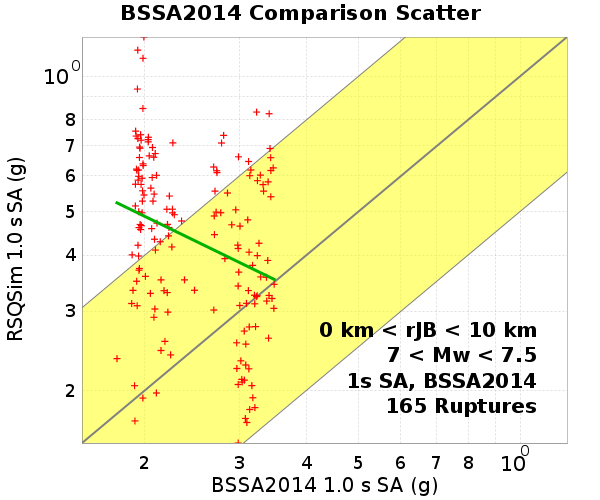 BSSA2014 Comparison Scatter
RSQSim 1.0 s SA (g)
10⁰
8
7
6
5
4
3
2
0 km < rJB < 10 km
7 < Mw < 7.5
1s SA, BSSA2014
165 Ruptures
2 3 4 5 6 7 8 10⁰
BSSA2014 1.0 s SA (g)